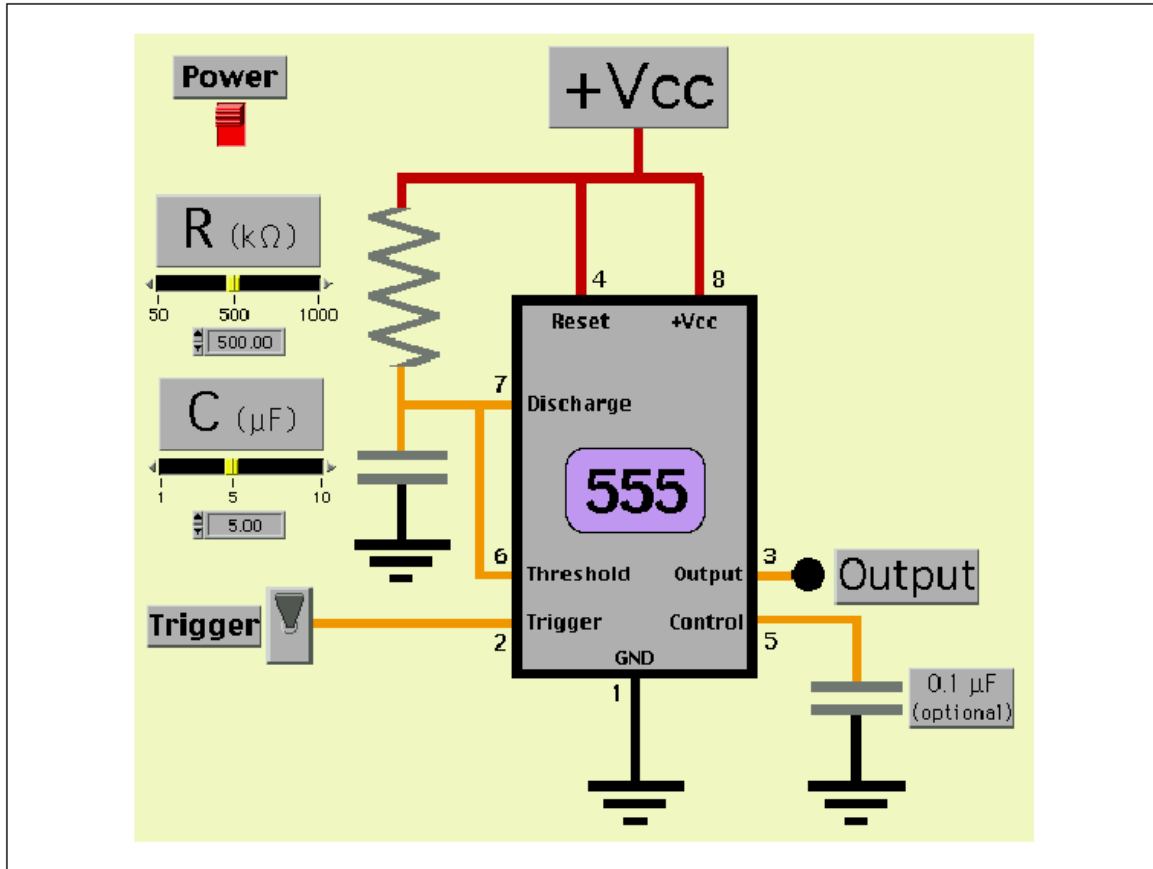 Power
+Vcc
R (kΩ)
50 500 1000
500.00
C (μF)
1 5 10
5.00
Trigger
4 8
Reset +Vcc
7
Discharge
555
6 3
Threshold Output
Output
Trigger Control
2 5
GND
1
0.1 μF
(optional)